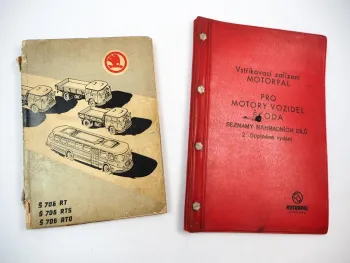 Š 706 RT
Š 706 RTS
Š 706 RTO
Vstřikovací zařízení
MOTORPAL
PRO
MOTORY VOZIDEL
ŠKODA
SEZNAMY NÁHRADNÍCH DÍLŮ
2. Doplněné vydání
MOTORPAL